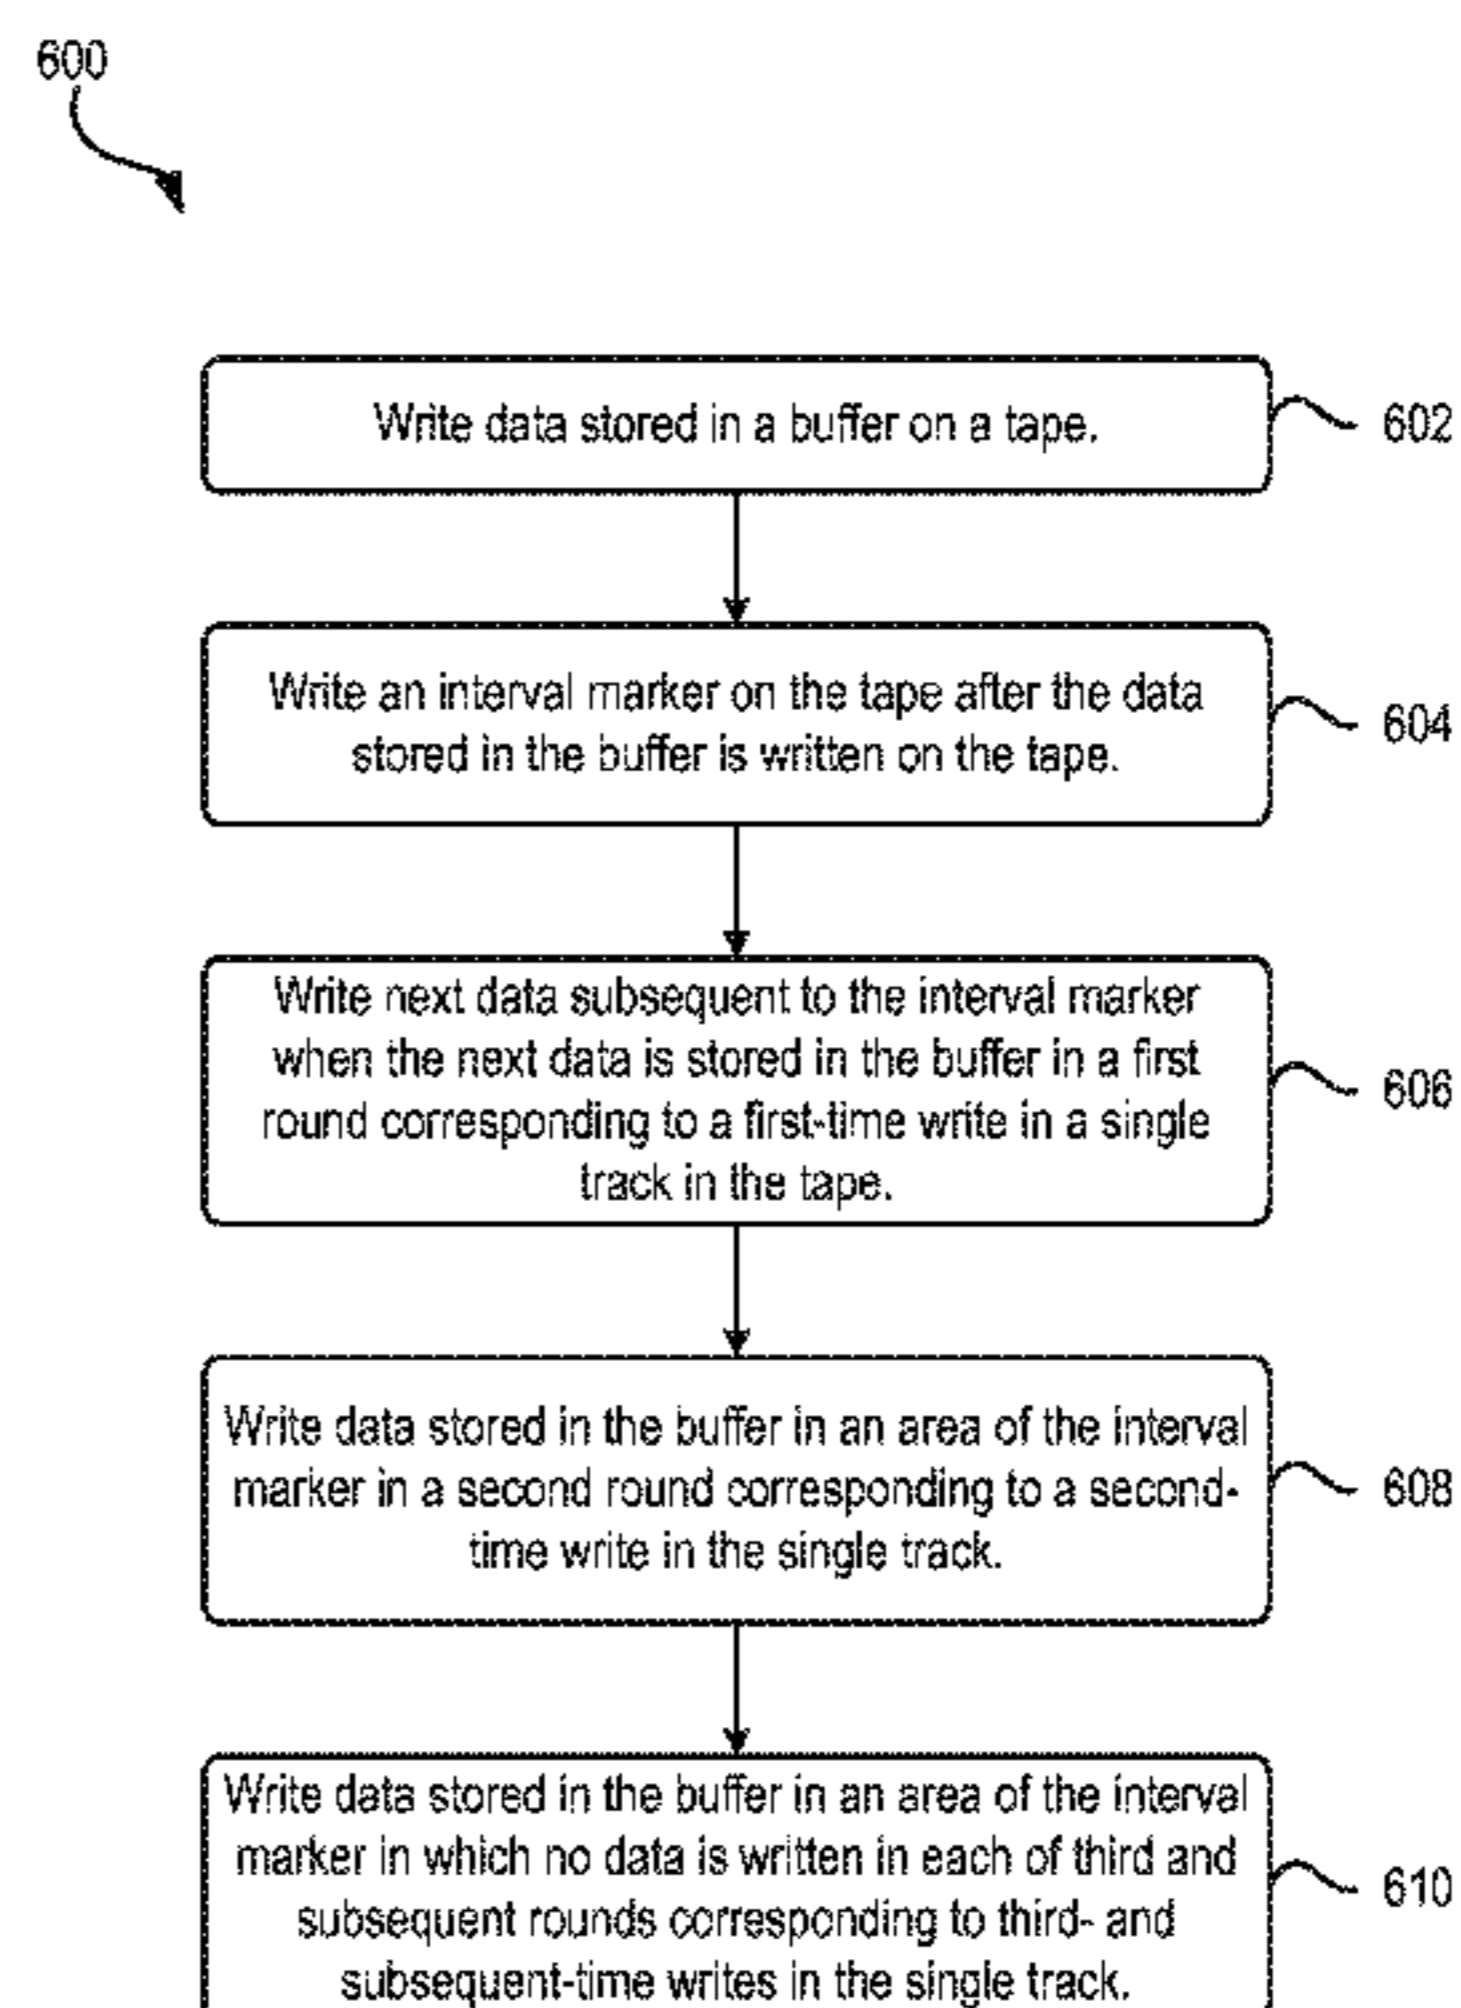 600
Write data stored in a buffer on a tape.
602
Write an interval marker on the tape after the data
stored in the buffer is written on the tape.
604
Write next data subsequent to the interval marker
when the next data is stored in the buffer in a first
round corresponding to a first-time write in a single
track in the tape.
606
Write data stored in the buffer in an area of the interval
marker in a second round corresponding to a second-
time write in the single track.
608
Write data stored in the buffer in an area of the interval
marker in which no data is written in each of third and
subsequent rounds corresponding to third- and
subsequent-time writes in the single track.
610